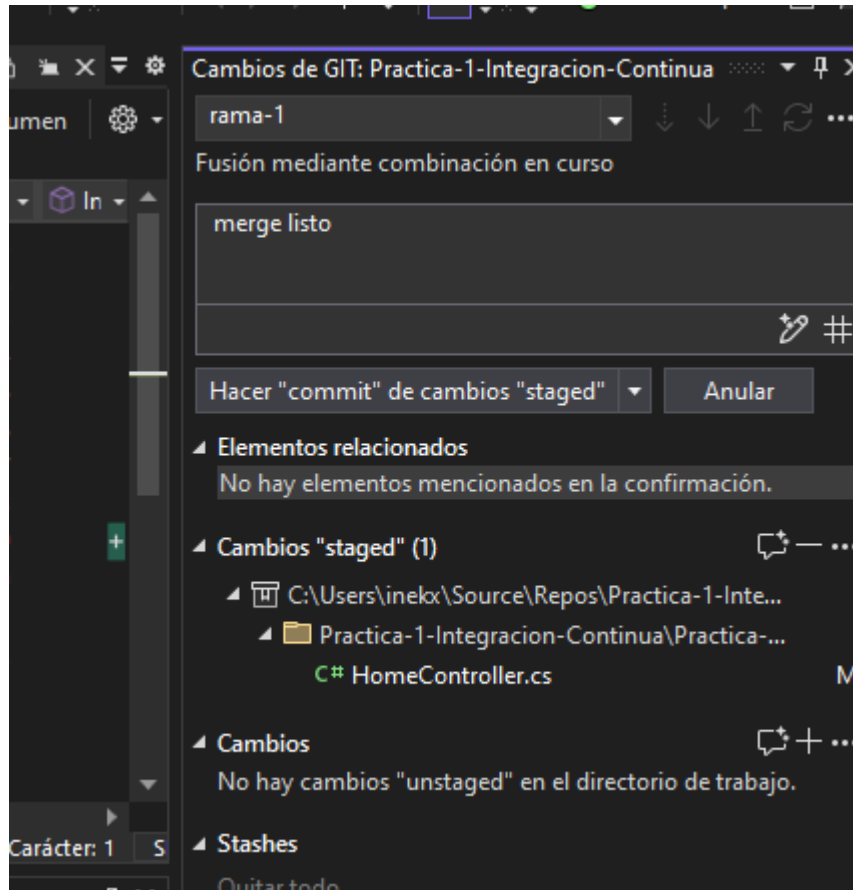 Cambios de GIT: Practica-1-Integracion-Continua
umen
rama-1
Fusión mediante combinación en curso
In
merge listo
Hacer "commit" de cambios "staged"
Anular
Elementos relacionados
No hay elementos mencionados en la confirmación.
Cambios "staged" (1)
C:\Users\inekx\Source\Repos\Practica-1-Inte...
Practica-1-Integracion-Continua\Practica-...
C# HomeController.cs
M
Cambios
No hay cambios "unstaged" en el directorio de trabajo.
Carácter: 1
S
Stashes
Quitar todo